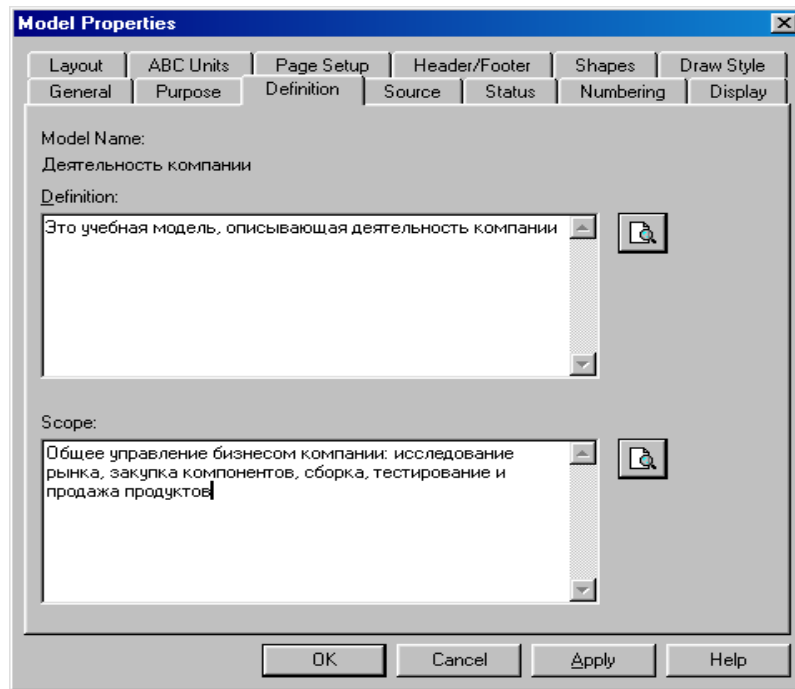 Model Properties
Layout ABC Units Page Setup Header/Footer Shapes Draw Style
General Purpose Definition Source Status Numbering Display
Model Name:
Деятельность компании
Definition:
Это учебная модель, описывающая деятельность компании
Scope:
Общее управление бизнесом компании: исследование
рынка, закупка компонентов, сборка, тестирование и
продажа продуктов
OK Cancel Apply Help